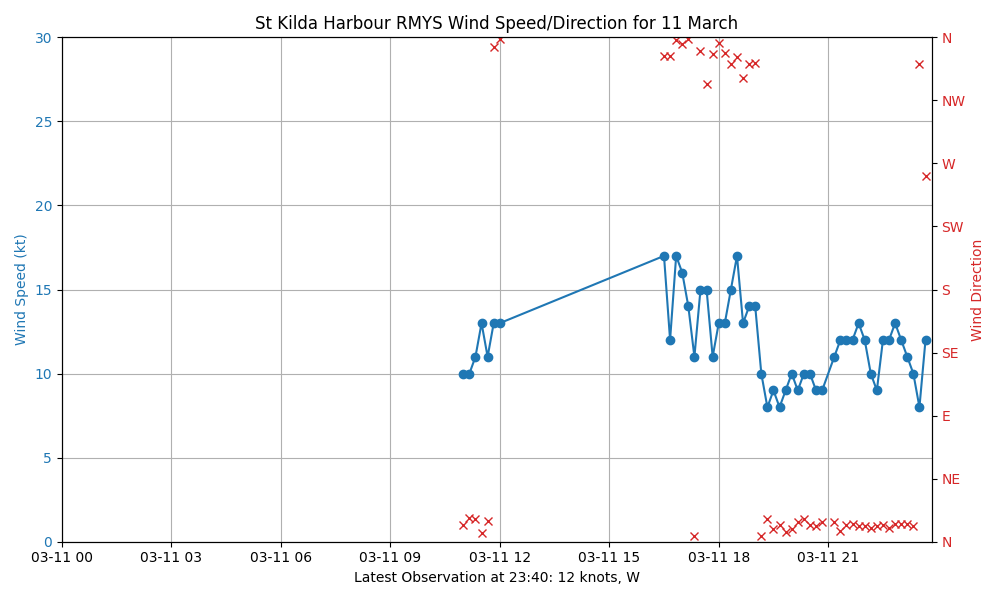 St Kilda Harbour RMYS Wind Speed/Direction for 11 March
30
25
20
15
10
5
0
Wind Speed (kt)
N
NW
W
SW
S
SE
E
NE
N
Wind Direction
03-11 00
03-11 03
03-11 06
03-11 09
03-11 12
03-11 15
03-11 18
03-11 21
Latest Observation at 23:40: 12 knots, W